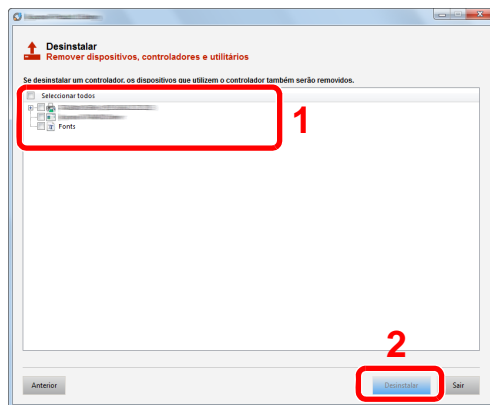 Desinstalar
Remover dispositivos, controladores e utilitários
Se desinstalar um controlador, os dispositivos que utilizem o controlador também serão removidos.
Seleccionar todos
Fonts
1
2
Anterior
Desinstalar
Sair